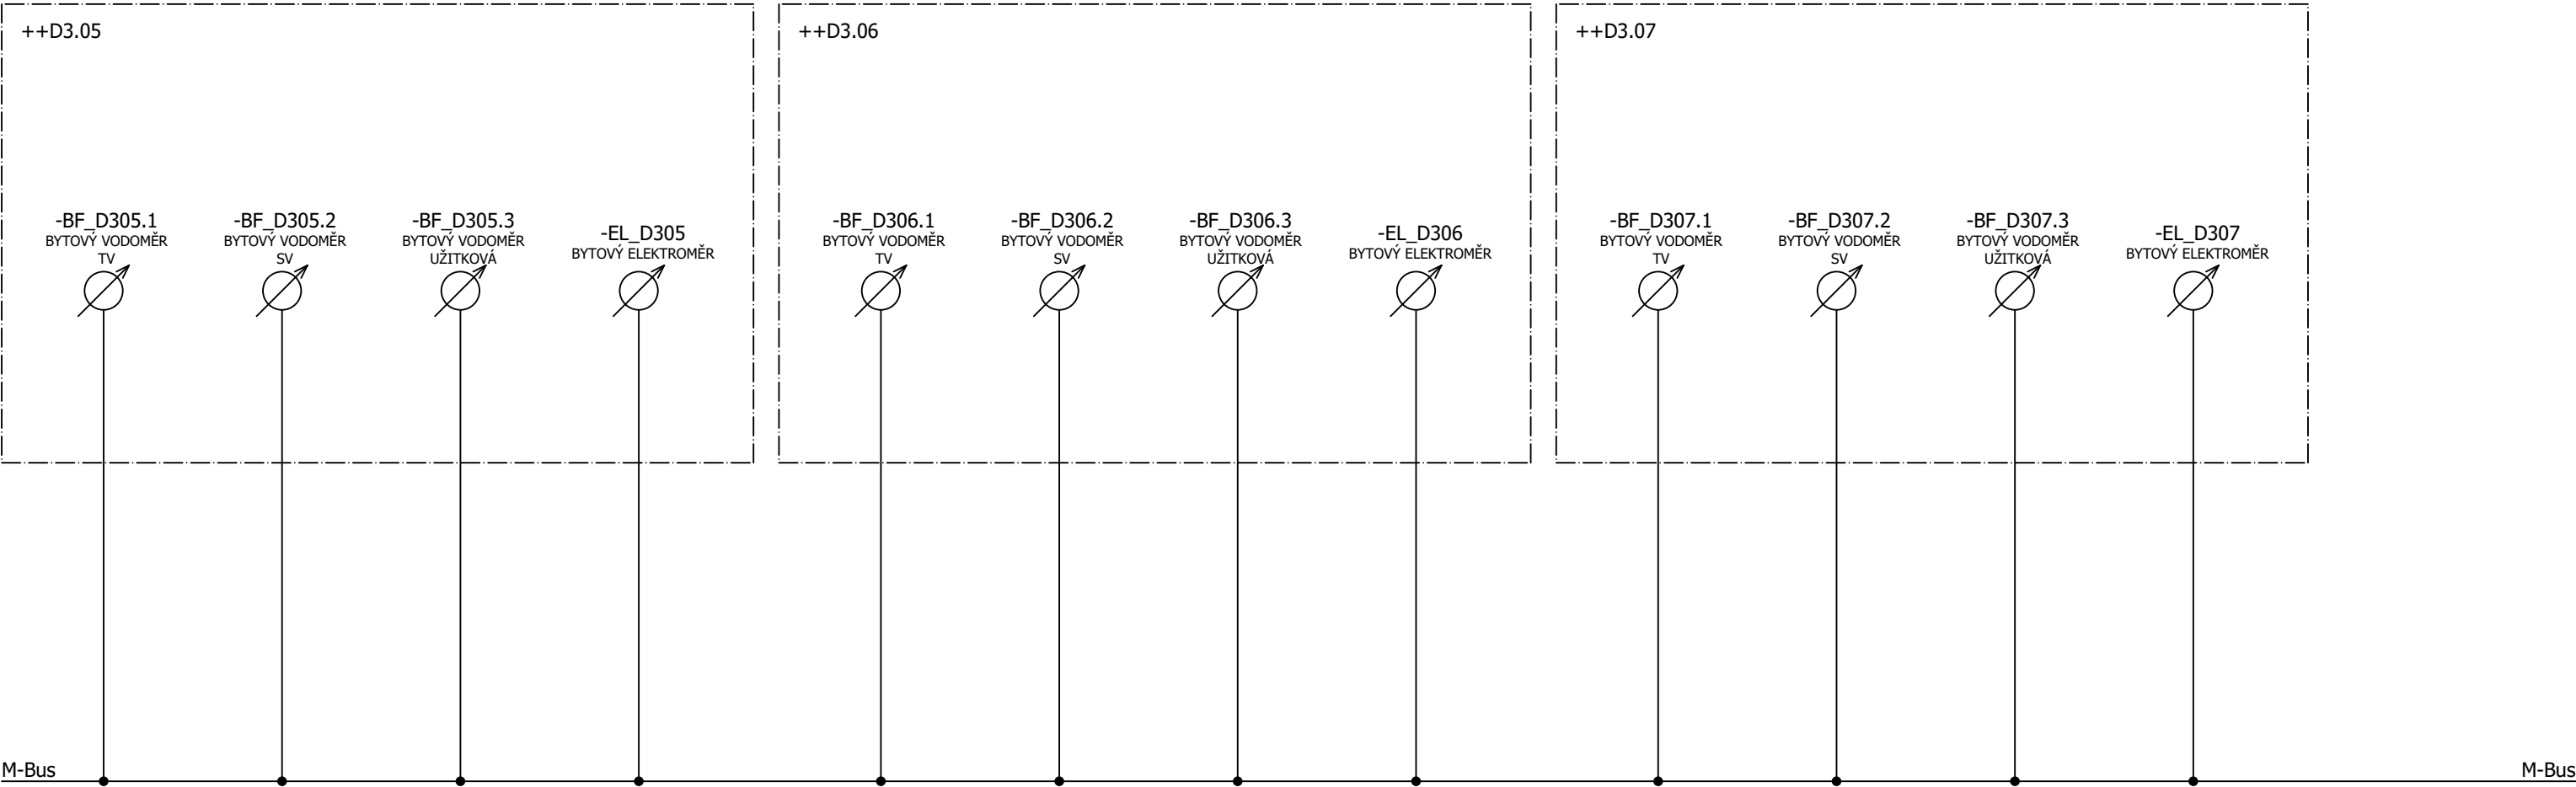 ++D3.05
++D3.06
++D3.07
-BF_D305.1
BYTOVÝ VODOMĚR
TV
-BF_D305.2
BYTOVÝ VODOMĚR
SV
-BF_D305.3
BYTOVÝ VODOMĚR
UŽITKOVÁ
-EL_D305
BYTOVÝ ELEKTROMĚR
-BF_D306.1
BYTOVÝ VODOMĚR
TV
-BF_D306.2
BYTOVÝ VODOMĚR
SV
-BF_D306.3
BYTOVÝ VODOMĚR
UŽITKOVÁ
-EL_D306
BYTOVÝ ELEKTROMĚR
-BF_D307.1
BYTOVÝ VODOMĚR
TV
-BF_D307.2
BYTOVÝ VODOMĚR
SV
-BF_D307.3
BYTOVÝ VODOMĚR
UŽITKOVÁ
-EL_D307
BYTOVÝ ELEKTROMĚR
M-Bus
M-Bus